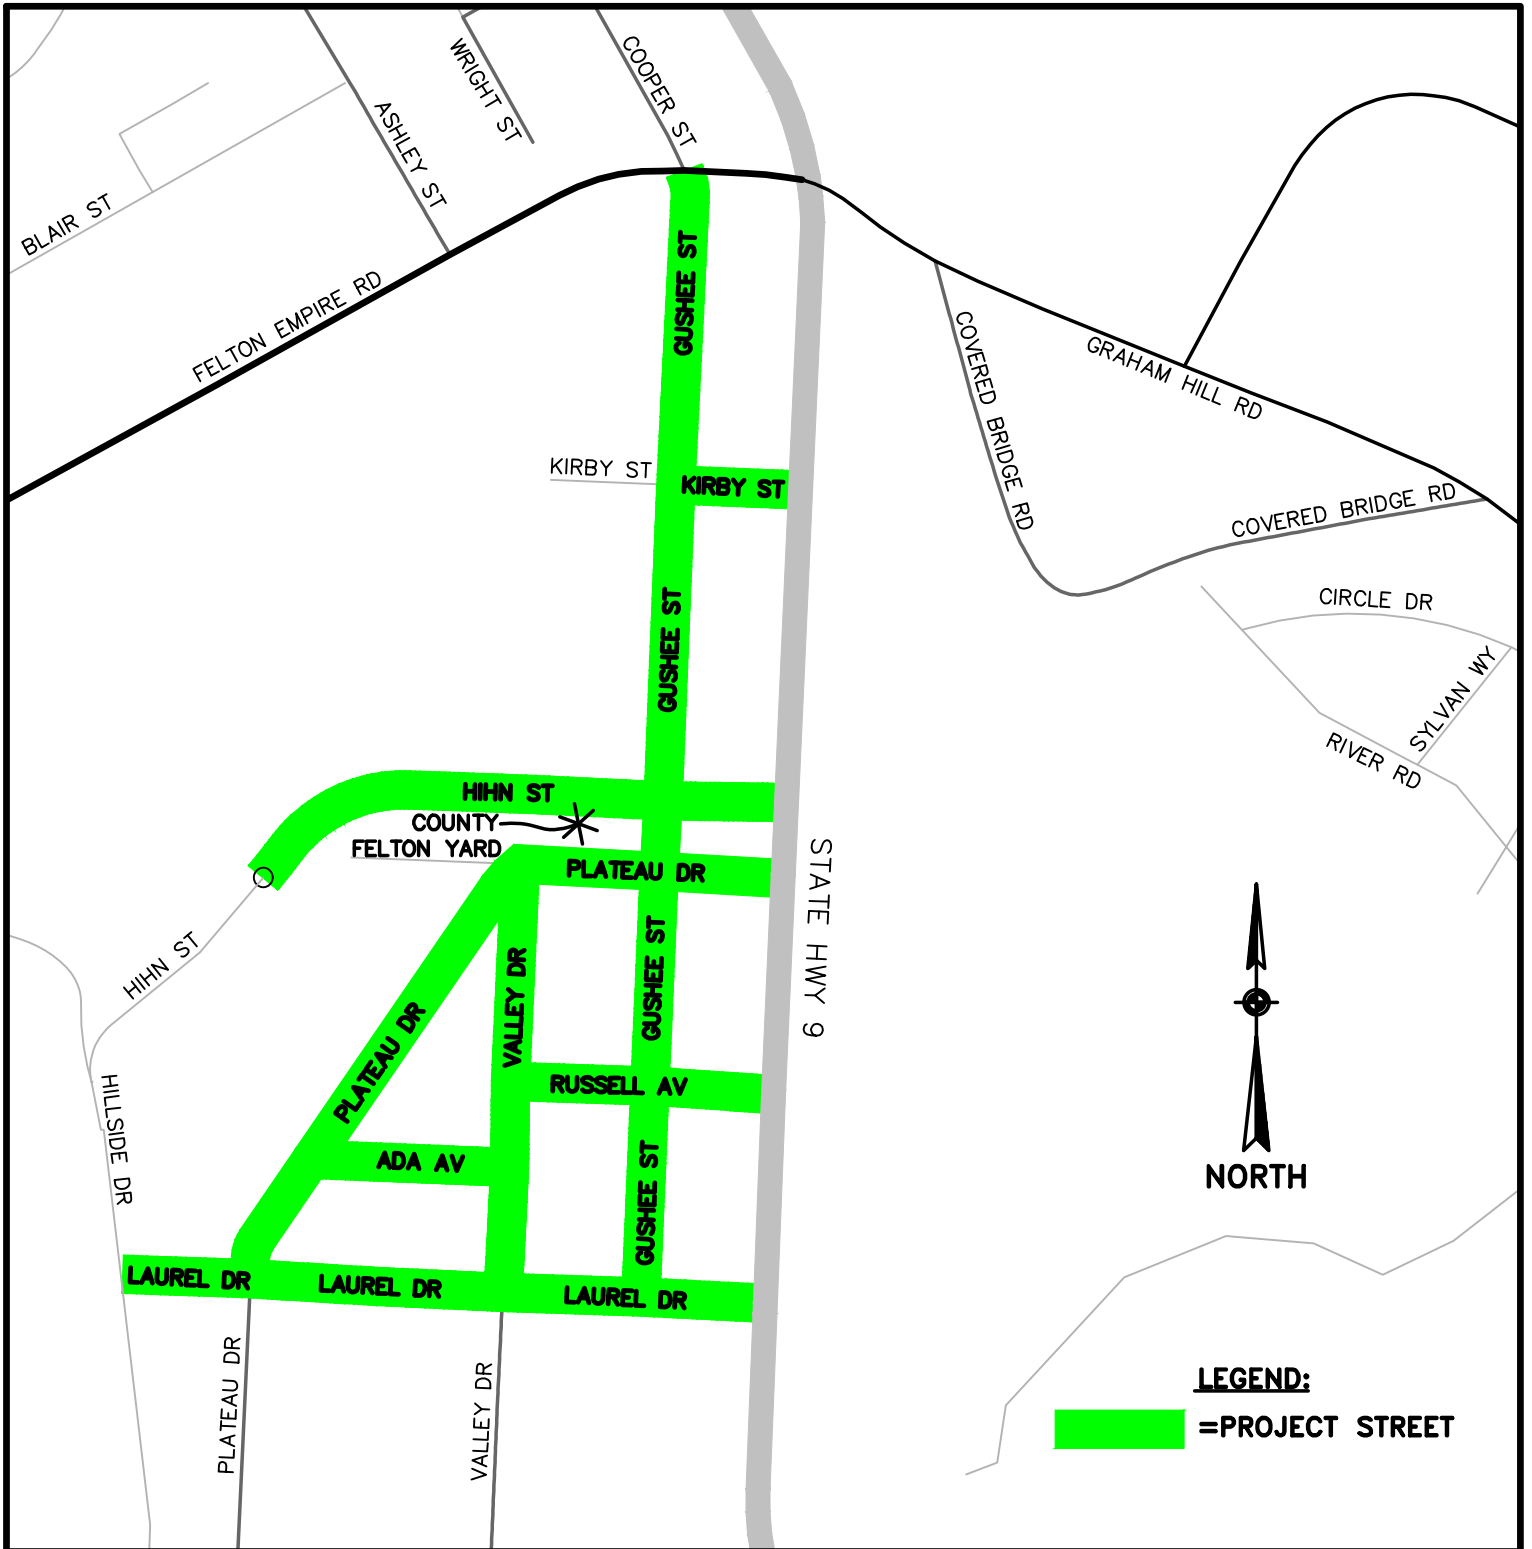 WRIGHT ST
COOPER ST
ASHLEY ST
BLAIR ST
FELTON EMPIRE RD
GUSHEE ST
COVERED BRIDGE RD
GRAHAM HILL RD
KIRBY ST
KIRBY ST
COVERED BRIDGE RD
GUSHEE ST
CIRCLE DR
SYLVAN WY
RIVER RD
HIHN ST
COUNTY
FELTON YARD
PLATEAU DR
STATE HWY 9
HIHN ST
VALLEY DR
GUSHEE ST
PLATEAU DR
RUSSELL AV
HILLSIDE DR
ADA AV
GUSHEE ST
NORTH
LAUREL DR
LAUREL DR
LAUREL DR
PLATEAU DR
VALLEY DR
LEGEND:
=PROJECT STREET